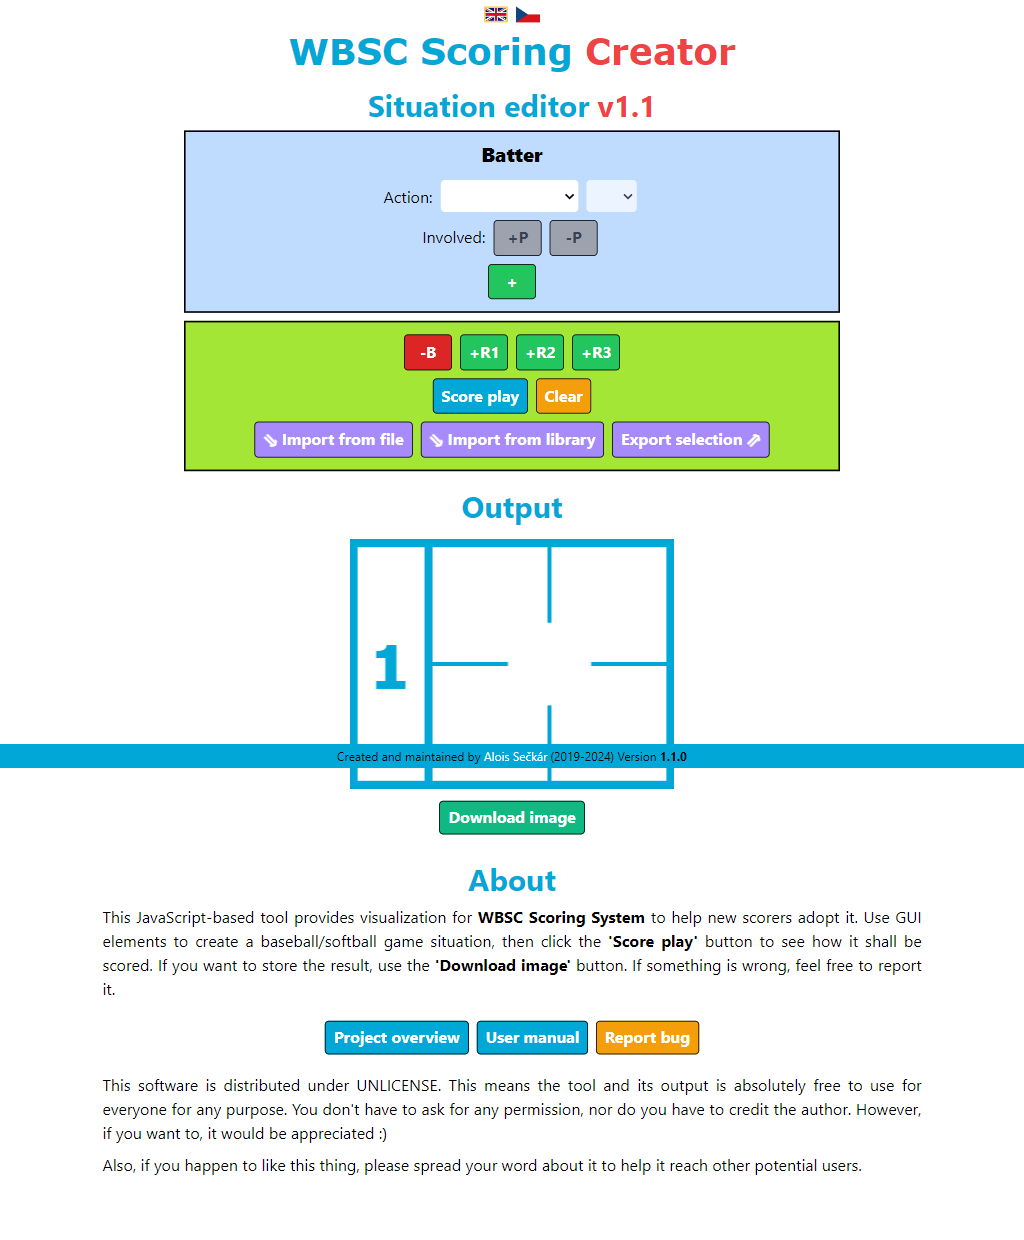 WBSC Scoring Creator
Situation editor v1.1
Batter
Action:
Involved: +P -P
+
-B +R1 +R2 +R3
Score play Clear
⇘ Import from file ⇘ Import from library Export selection ⇗
Output
1
Created and maintained by Alois Sečkár (2019-2024) Version 1.1.0
Download image
About
This JavaScript-based tool provides visualization for WBSC Scoring System to help new scorers adopt it. Use GUI
elements to create a baseball/softball game situation, then click the 'Score play' button to see how it shall be
scored. If you want to store the result, use the 'Download image' button. If something is wrong, feel free to report
it.
Project overview User manual Report bug
This software is distributed under UNLICENSE. This means the tool and its output is absolutely free to use for
everyone for any purpose. You don't have to ask for any permission, nor do you have to credit the author. However,
if you want to, it would be appreciated :)
Also, if you happen to like this thing, please spread your word about it to help it reach other potential users.